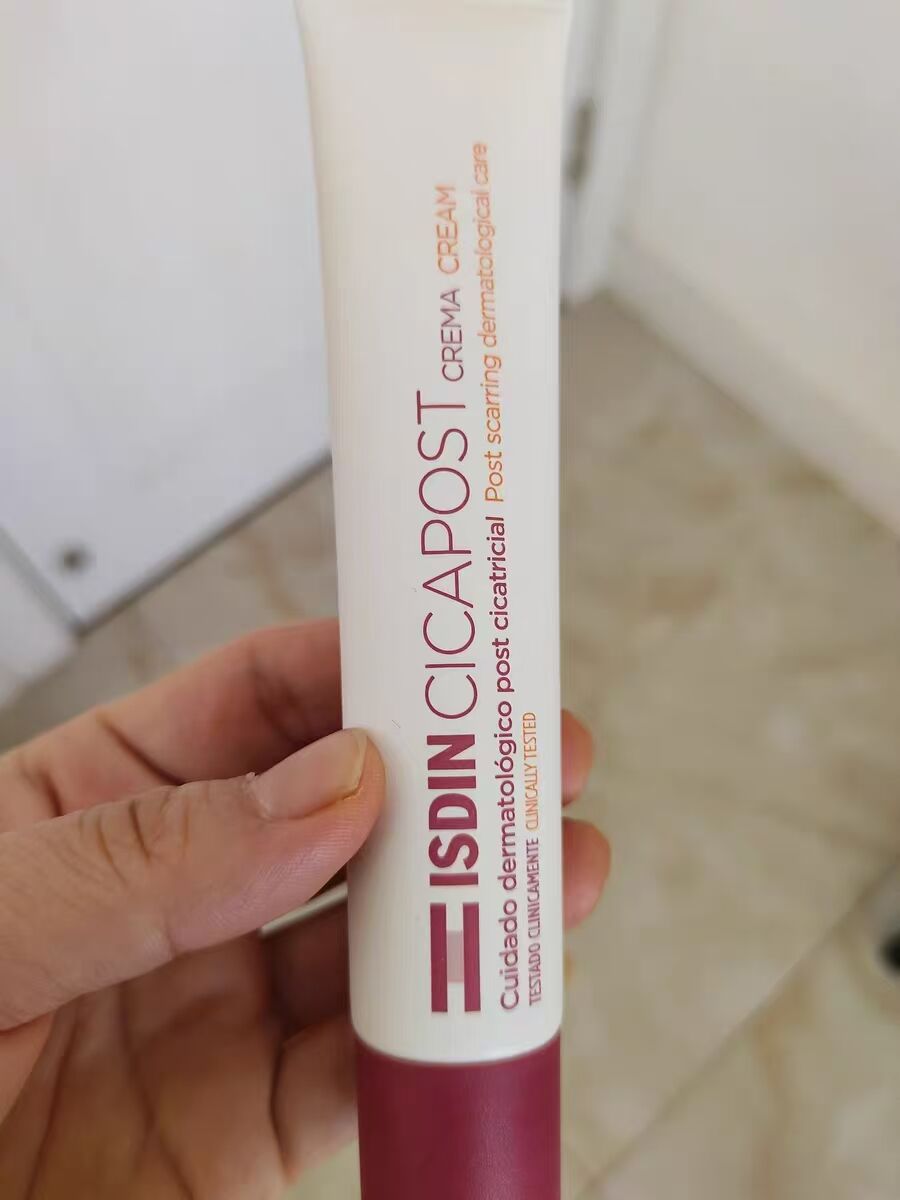 ISDIN CICAPOST CREMA CREAM
Cuidado dermatológico post cicatricial Post scarring dermatological care
TESTADO CLINICAMENTE CLINICALLY TESTED